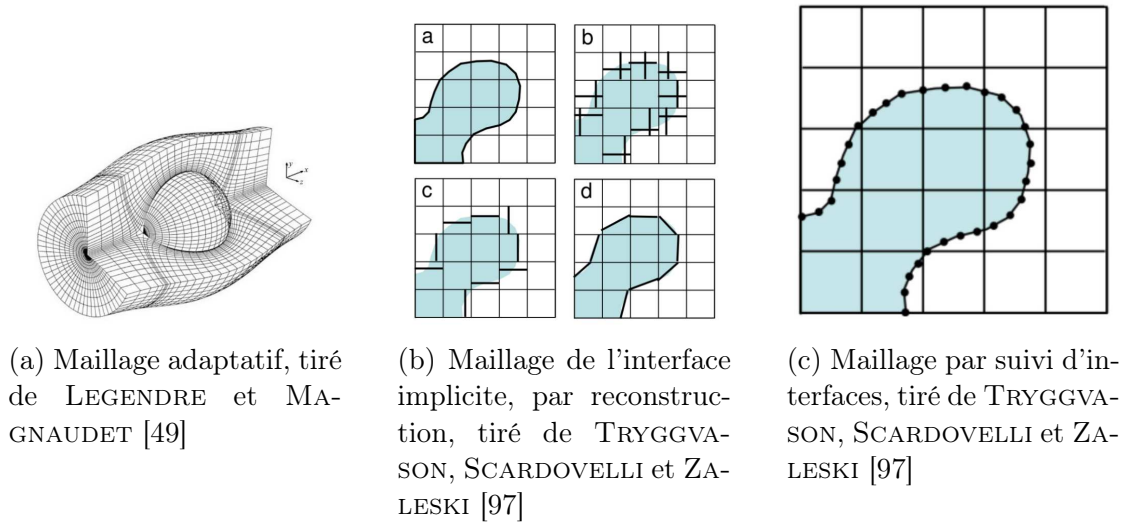 a
b
c
d
y
x
z
(a) Maillage adaptatif, tiré
de LEGENDRE et MA-
GNAUDET [49]
(b) Maillage de l'interface
implicite, par reconstruc-
tion, tiré de TRYGGVA-
SON, SCARDOVELLI et ZA-
LESKI [97]
(c) Maillage par suivi d'in-
terfaces, tiré de TRYGGVA-
SON, SCARDOVELLI et ZA-
LESKI [97]